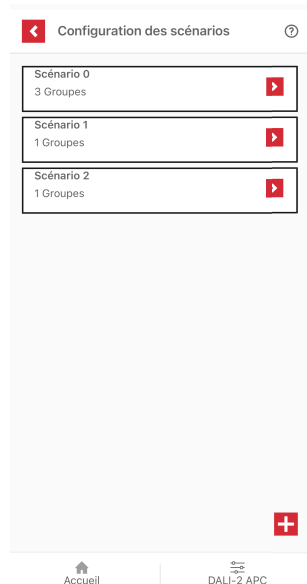 Configuration des scénarios
Scénario 0
3 Groupes
Scénario 1
1 Groupes
Scénario 2
1 Groupes
Accueil
DALI-2 APC